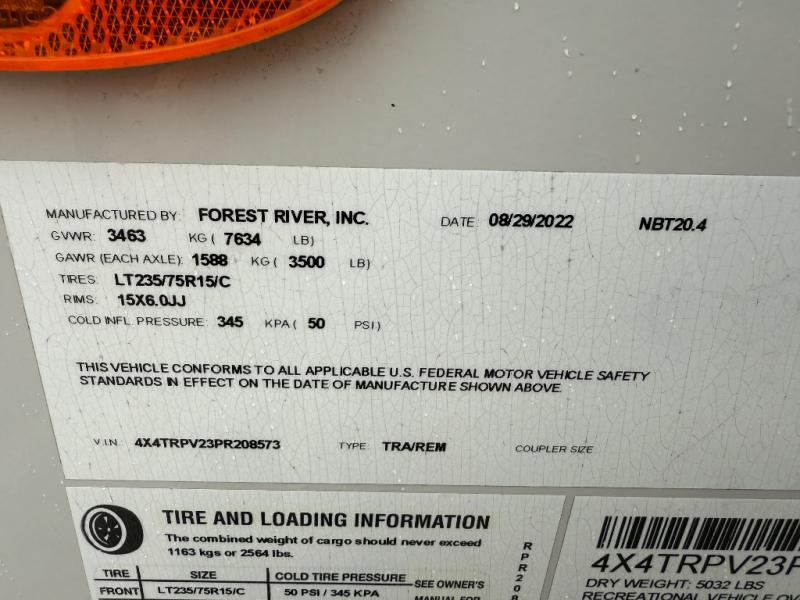 MANUFACTURED BY: FOREST RIVER, INC. DATE: 08/29/2022 NBT20.4
GVWR: 3463 KG ( 7634 LB)
GAWR (EACH AXLE): 1588 KG ( 3500 LB)
TIRES: LT235/75R15/C
RIMS: 15X6.0JJ
COLD INFL. PRESSURE: 345 KPA ( 50 PSI)
THIS VEHICLE CONFORMS TO ALL APPLICABLE U.S. FEDERAL MOTOR VEHICLE SAFETY
STANDARDS IN EFFECT ON THE DATE OF MANUFACTURE SHOWN ABOVE.
V.I.N.: 4X4TRPV23PR208573 TYPE: TRA/REM COUPLER SIZE
TIRE AND LOADING INFORMATION
The combined weight of cargo should never exceed
1163 kgs or 2564 lbs.
TIRE SIZE COLD TIRE PRESSURE SEE OWNER'S
FRONT LT235/75R15/C 50 PSI / 345 KPA MANUAL FOR
RPR208
4X4TRPV23P
DRY WEIGHT: 5032 LBS
RECREATIONAL VEHICLE